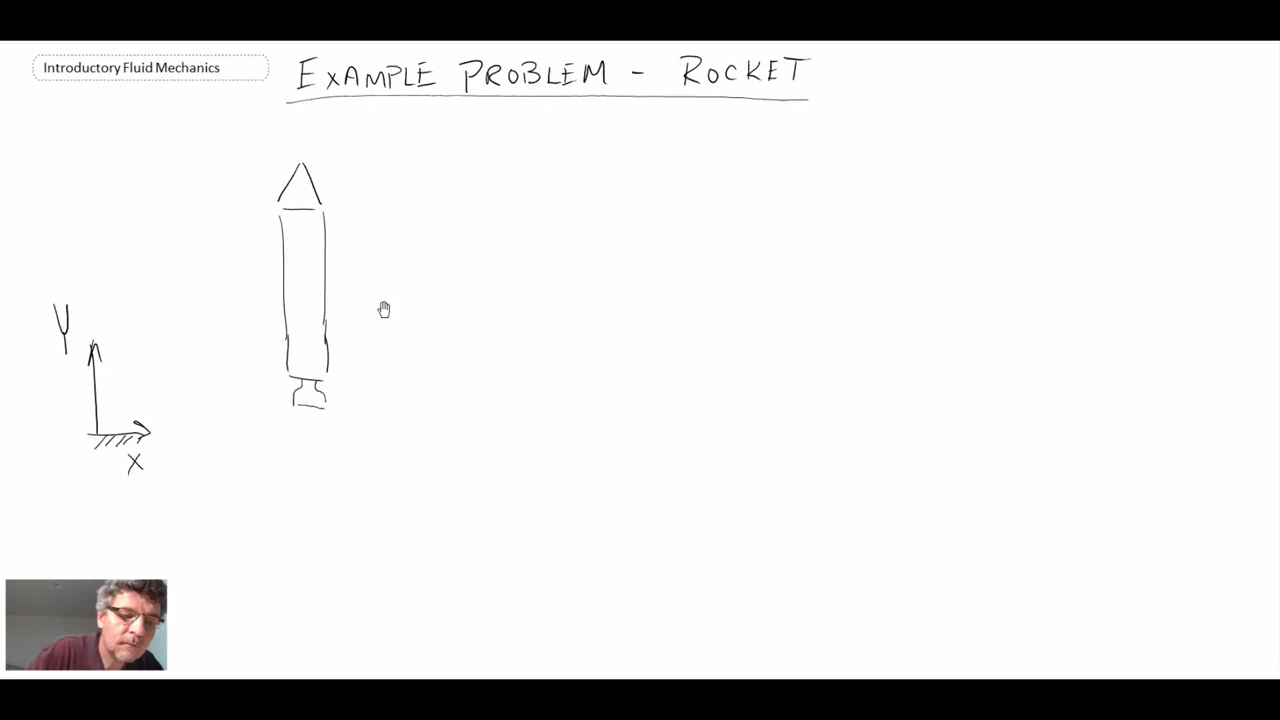 Introductory Fluid Mechanics
EXAMPLE PROBLEM - ROCKET
Y
X